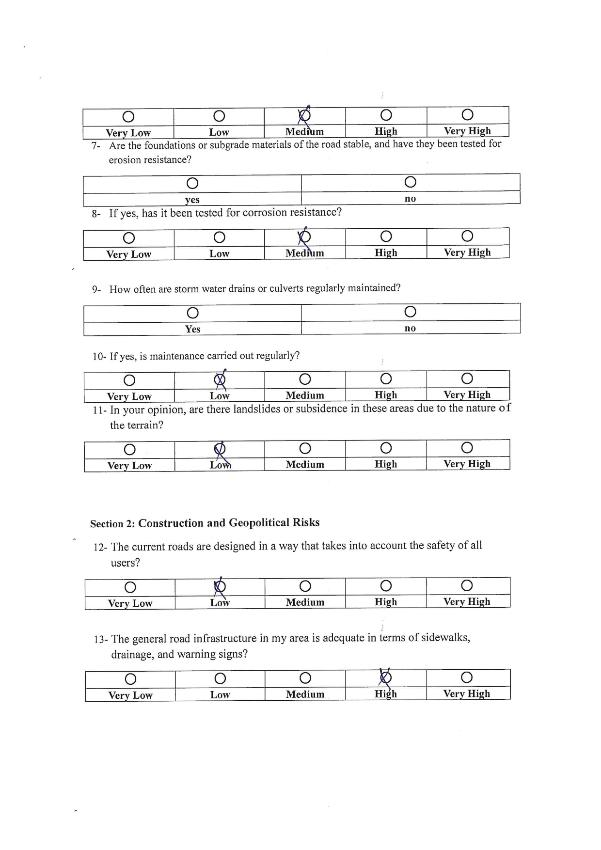 Very Low Low Medium High Very High
7- Are the foundations or subgrade materials of the road stable, and have they been tested for
erosion resistance?
yes no
8- If yes, has it been tested for corrosion resistance?
Very Low Low Medium High Very High
9- How often are storm water drains or culverts regularly maintained?
Yes no
10- If yes, is maintenance carried out regularly?
Very Low Low Medium High Very High
11- In your opinion, are there landslides or subsidence in these areas due to the nature of
the terrain?
Very Low Low Medium High Very High
Section 2: Construction and Geopolitical Risks
12- The current roads are designed in a way that takes into account the safety of all
users?
Very Low Low Medium High Very High
13- The general road infrastructure in my area is adequate in terms of sidewalks,
drainage, and warning signs?
Very Low Low Medium High Very High